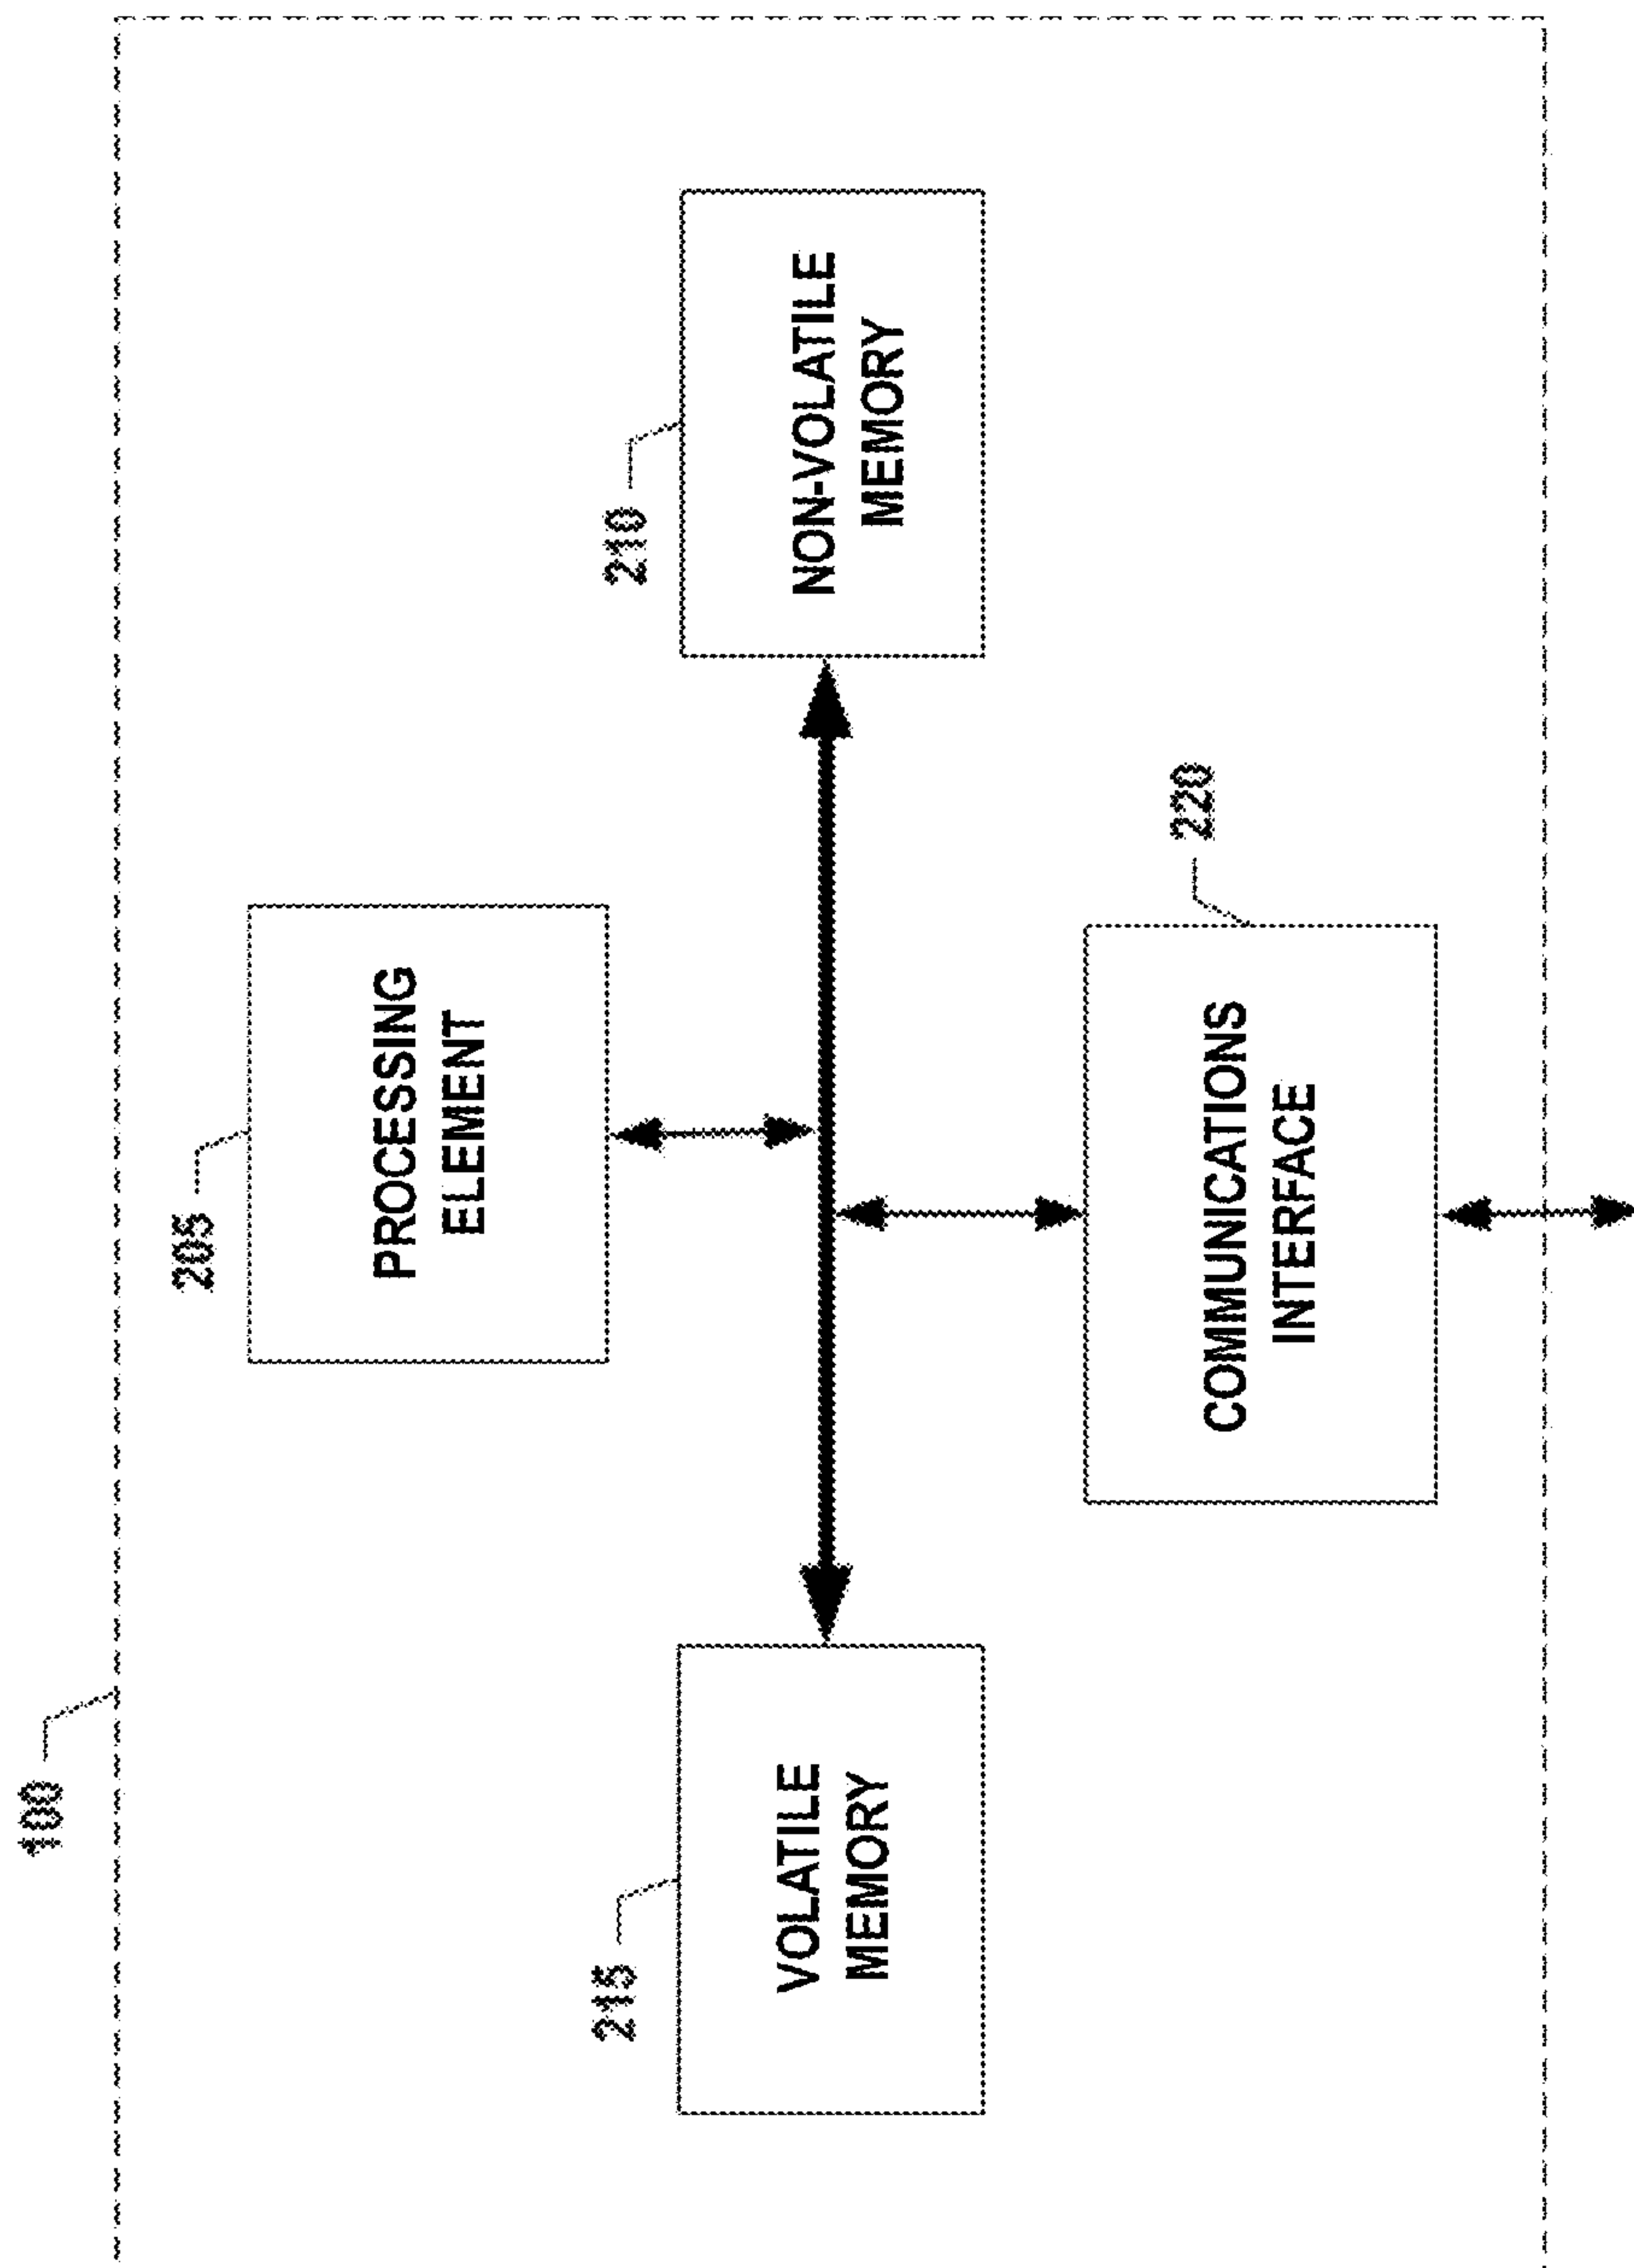 100
205
PROCESSING
ELEMENT
215
VOLATILE
MEMORY
210
NON-VOLATILE
MEMORY
220
COMMUNICATIONS
INTERFACE